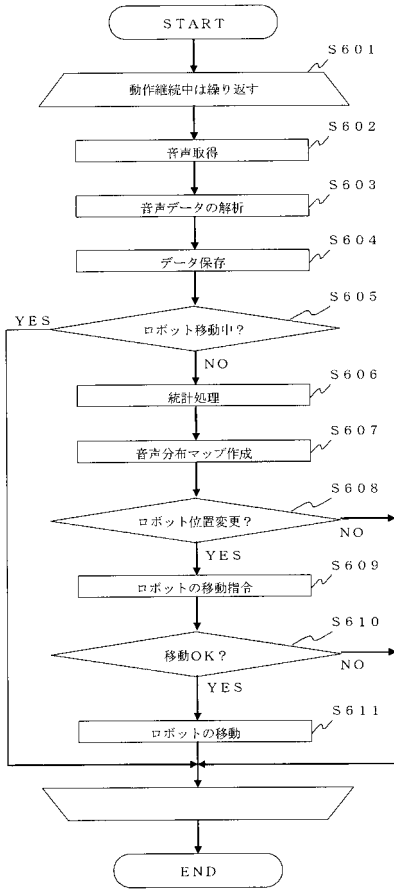 START
S601
動作継続中は繰り返す
S602
音声取得
S603
音声データの解析
S604
データ保存
S605
YES
ロボット移動中？
NO
S606
統計処理
S607
音声分布マップ作成
S608
ロボット位置変更？
NO
YES
S609
ロボットの移動指令
S610
移動OK？
NO
YES
S611
ロボットの移動
END